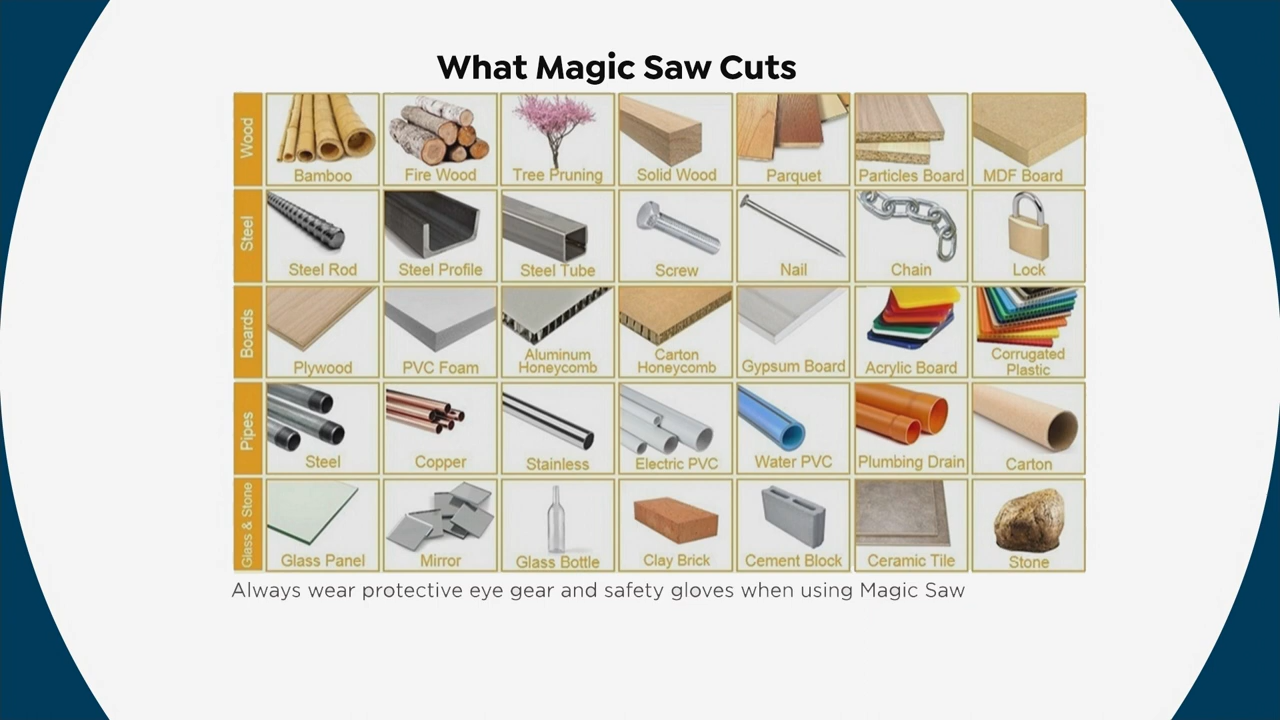 What Magic Saw Cuts
Wood
Bamboo
Fire Wood
Tree Pruning
Solid Wood
Parquet
Particles Board
MDF Board
Steel
Steel Rod
Steel Profile
Steel Tube
Screw
Nail
Chain
Lock
Boards
Plywood
PVC Foam
Aluminum
Honeycomb
Carton
Honeycomb
Gypsum Board
Acrylic Board
Corrugated
Plastic
Pipes
Steel
Copper
Stainless
Electric PVC
Water PVC
Plumbing Drain
Carton
Glass & Stone
Glass Panel
Mirror
Glass Bottle
Clay Brick
Cement Block
Ceramic Tile
Stone
Always wear protective eye gear and safety gloves when using Magic Saw